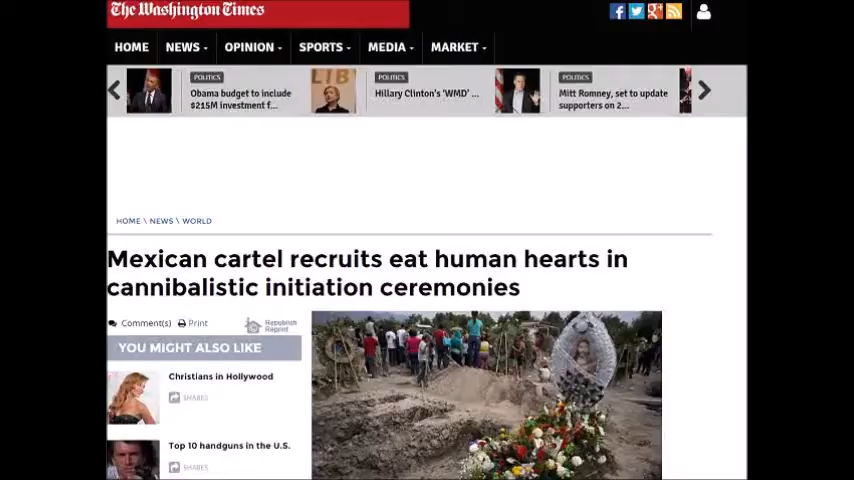 The Washington Times
HOME NEWS OPINION SPORTS MEDIA MARKET
POLITICS
Obama budget to include
$215M investment f...
POLITICS
Hillary Clinton's 'WMD' ...
POLITICS
Mitt Romney, set to update
supporters on 2...
HOME \ NEWS \ WORLD
Mexican cartel recruits eat human hearts in
cannibalistic initiation ceremonies
Comment(s) Print
Republish
Reprint
YOU MIGHT ALSO LIKE
Christians in Hollywood
SHARES
Top 10 handguns in the U.S.
SHARES